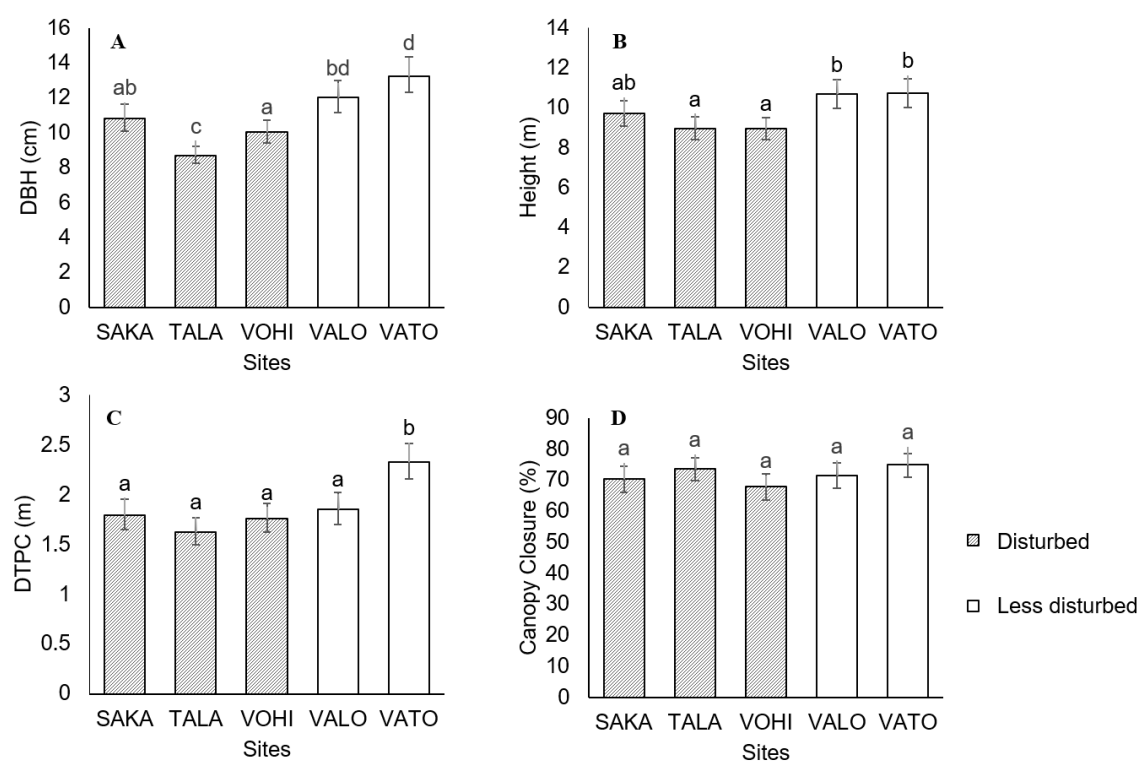 A
DBH (cm)
16
14
12
10
8
6
4
2
0
ab
c
a
bd
d
SAKA TALA VOHI VALO VATO
Sites
B
Height (m)
14
12
10
8
6
4
2
0
ab
a
a
b
b
SAKA TALA VOHI VALO VATO
Sites
C
DTPC (m)
3
2.5
2
1.5
1
0.5
0
a
a
a
a
b
SAKA TALA VOHI VALO VATO
Sites
D
Canopy Closure (%)
90
80
70
60
50
40
30
20
10
0
a
a
a
a
a
SAKA TALA VOHI VALO VATO
Sites
Disturbed
Less disturbed